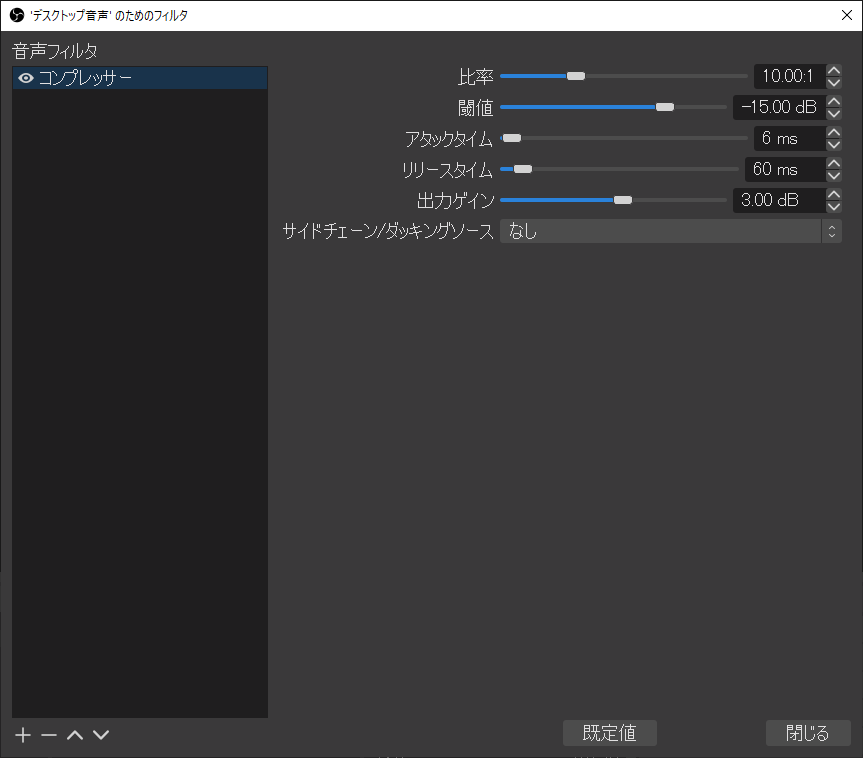 'デスクトップ音声' のためのフィルタ
音声フィルタ
コンプレッサー
比率 10.00:1
閾値 -15.00 dB
アタックタイム 6 ms
リリースタイム 60 ms
出力ゲイン 3.00 dB
サイドチェーン/ダッキングソース なし
既定値 閉じる